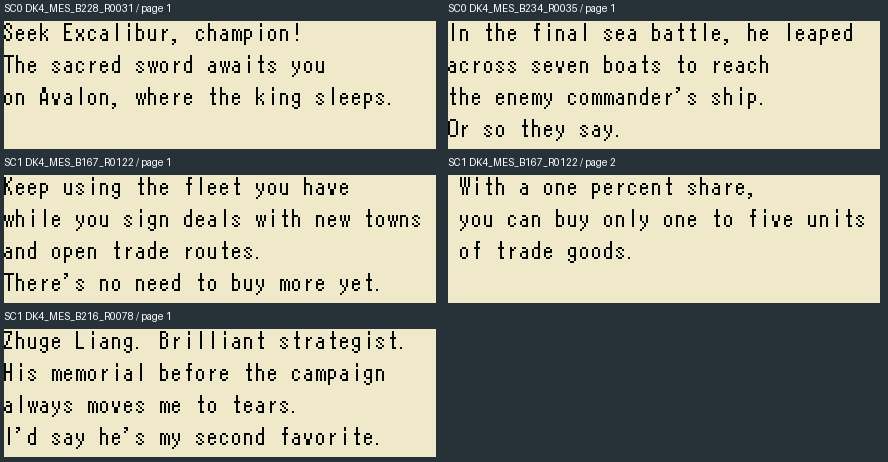 SC0 DK4_MES_B228_R0031 / page 1
Seek Excalibur, champion!
The sacred sword awaits you
on Avalon, where the king sleeps.
SC0 DK4_MES_B234_R0035 / page 1
In the final sea battle, he leaped
across seven boats to reach
the enemy commander's ship.
Or so they say.
SC1 DK4_MES_B167_R0122 / page 1
Keep using the fleet you have
while you sign deals with new towns
and open trade routes.
There's no need to buy more yet.
SC1 DK4_MES_B167_R0122 / page 2
With a one percent share,
you can buy only one to five units
of trade goods.
SC1 DK4_MES_B216_R0078 / page 1
Zhuge Liang. Brilliant strategist.
His memorial before the campaign
always moves me to tears.
I'd say he's my second favorite.